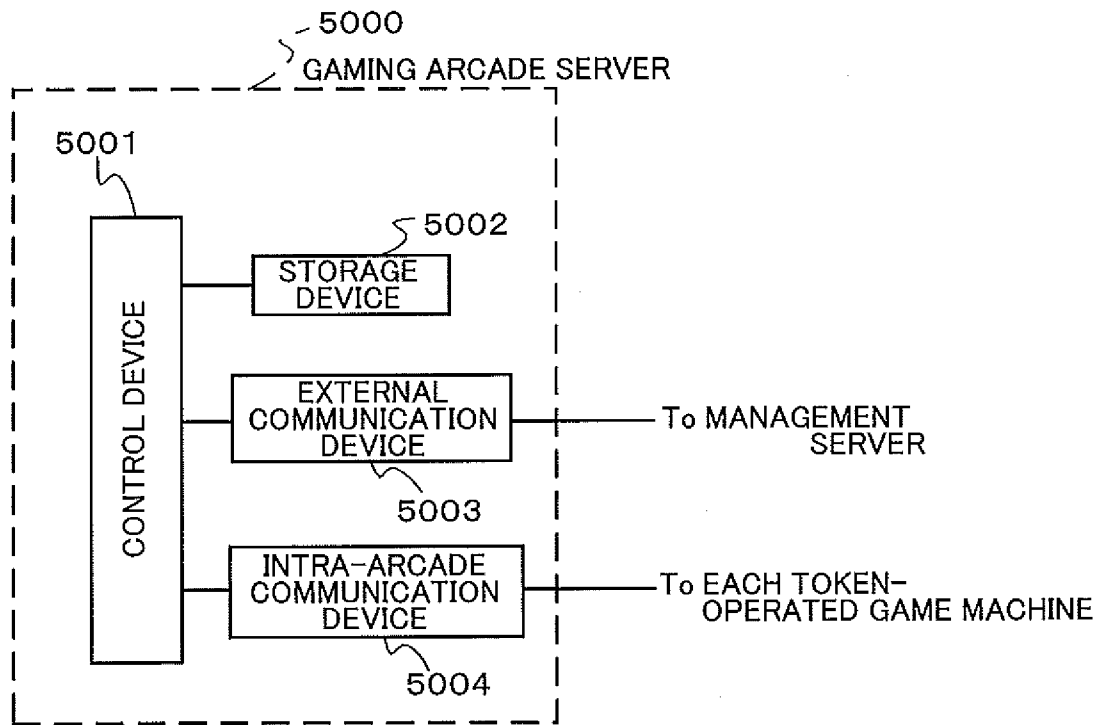 5000
GAMING ARCADE SERVER
5001
5002
STORAGE
DEVICE
CONTROL DEVICE
EXTERNAL
COMMUNICATION
DEVICE
To MANAGEMENT
SERVER
5003
INTRA-ARCADE
COMMUNICATION
DEVICE
To EACH TOKEN-
OPERATED GAME MACHINE
5004